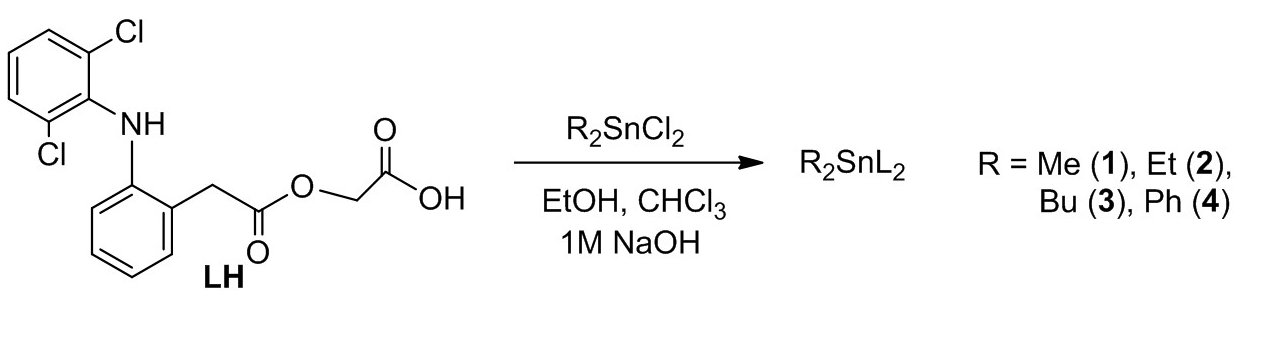 Cl
NH
Cl
O
O
OH
O
LH
R₂SnCl₂
EtOH, CHCl₃
1M NaOH
R₂SnL₂
R = Me (1), Et (2),
Bu (3), Ph (4)